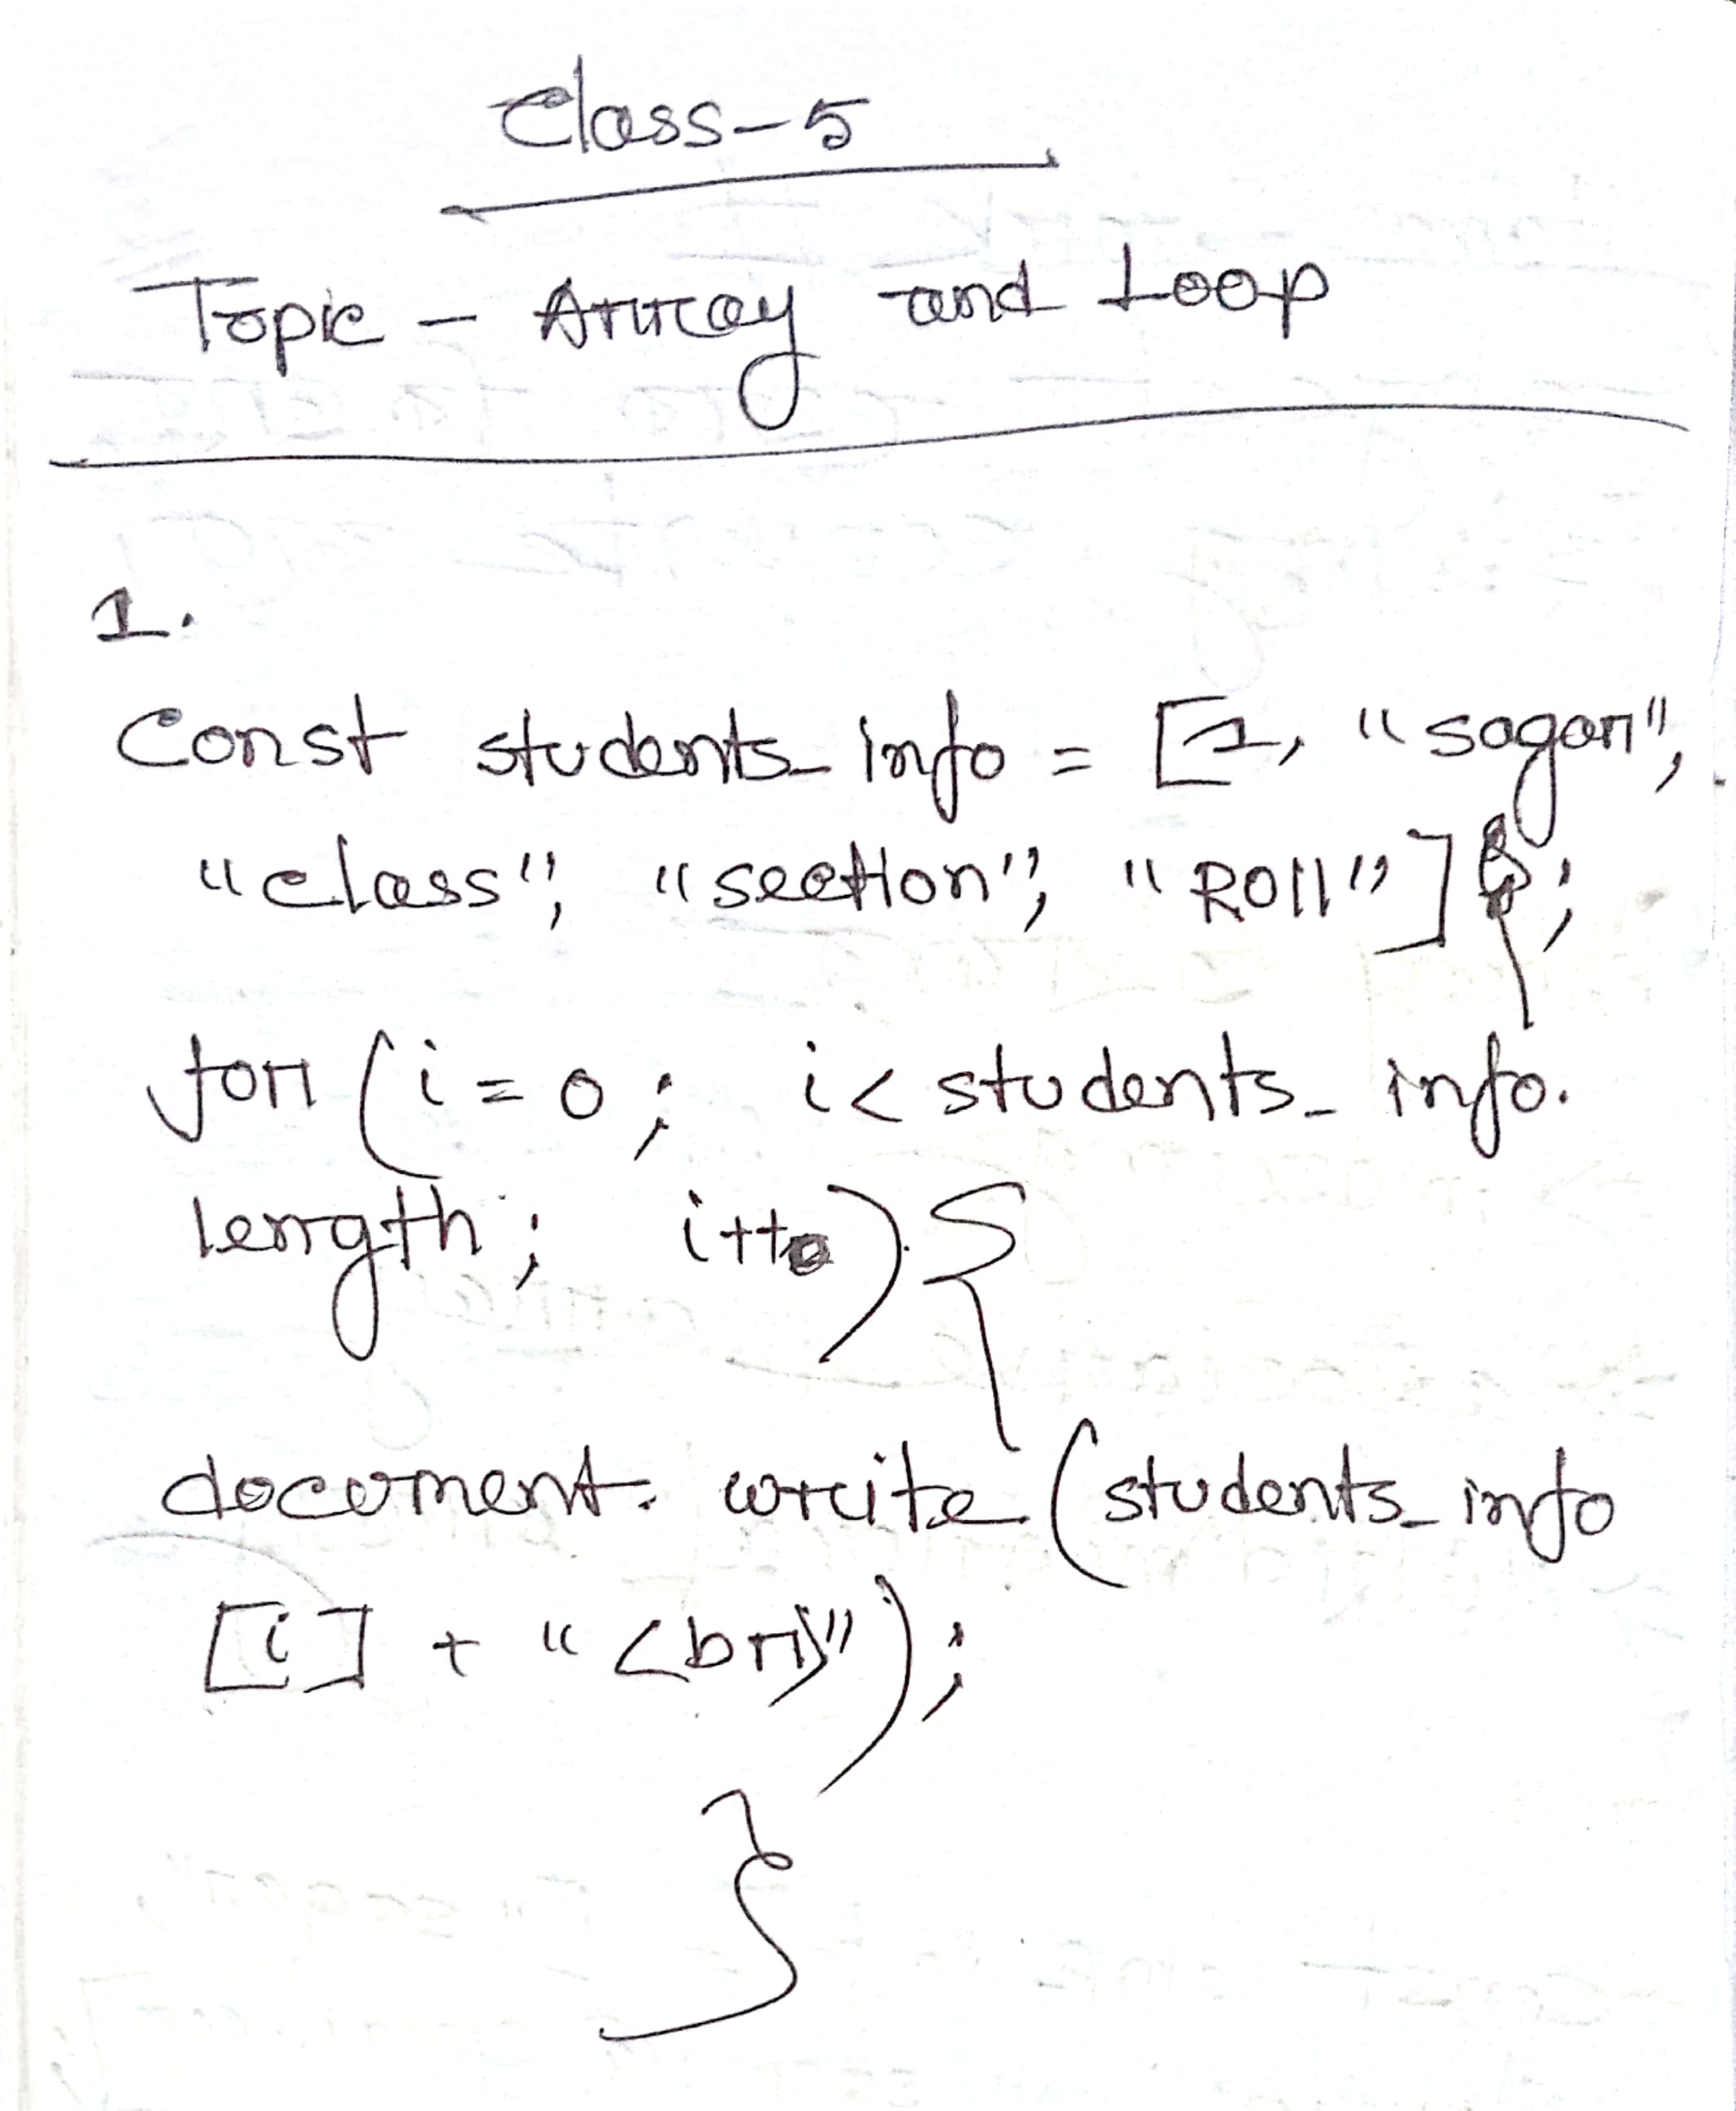 Class-5
Topic - Array and Loop
1.
Const students_info = [1, "sagar",
"class", "section", "Roll"];
for (i = 0; i < students_info.
length; i++) {
document. write (students_info
[i] + "<br>");
}